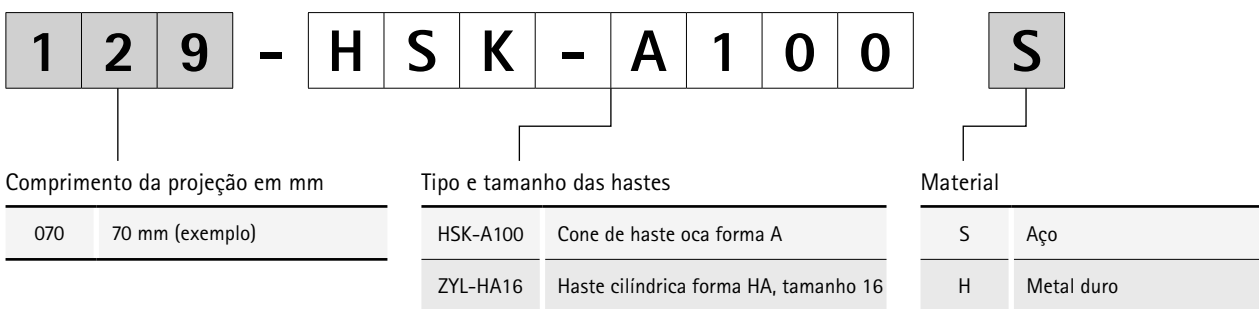 129-HSK-A100 S
Comprimento da projeção em mm
070 70 mm (exemplo)
Tipo e tamanho das hastes
HSK-A100 Cone de haste oca forma A
ZYL-HA16 Haste cilíndrica forma HA, tamanho 16
Material
S Aço
H Metal duro